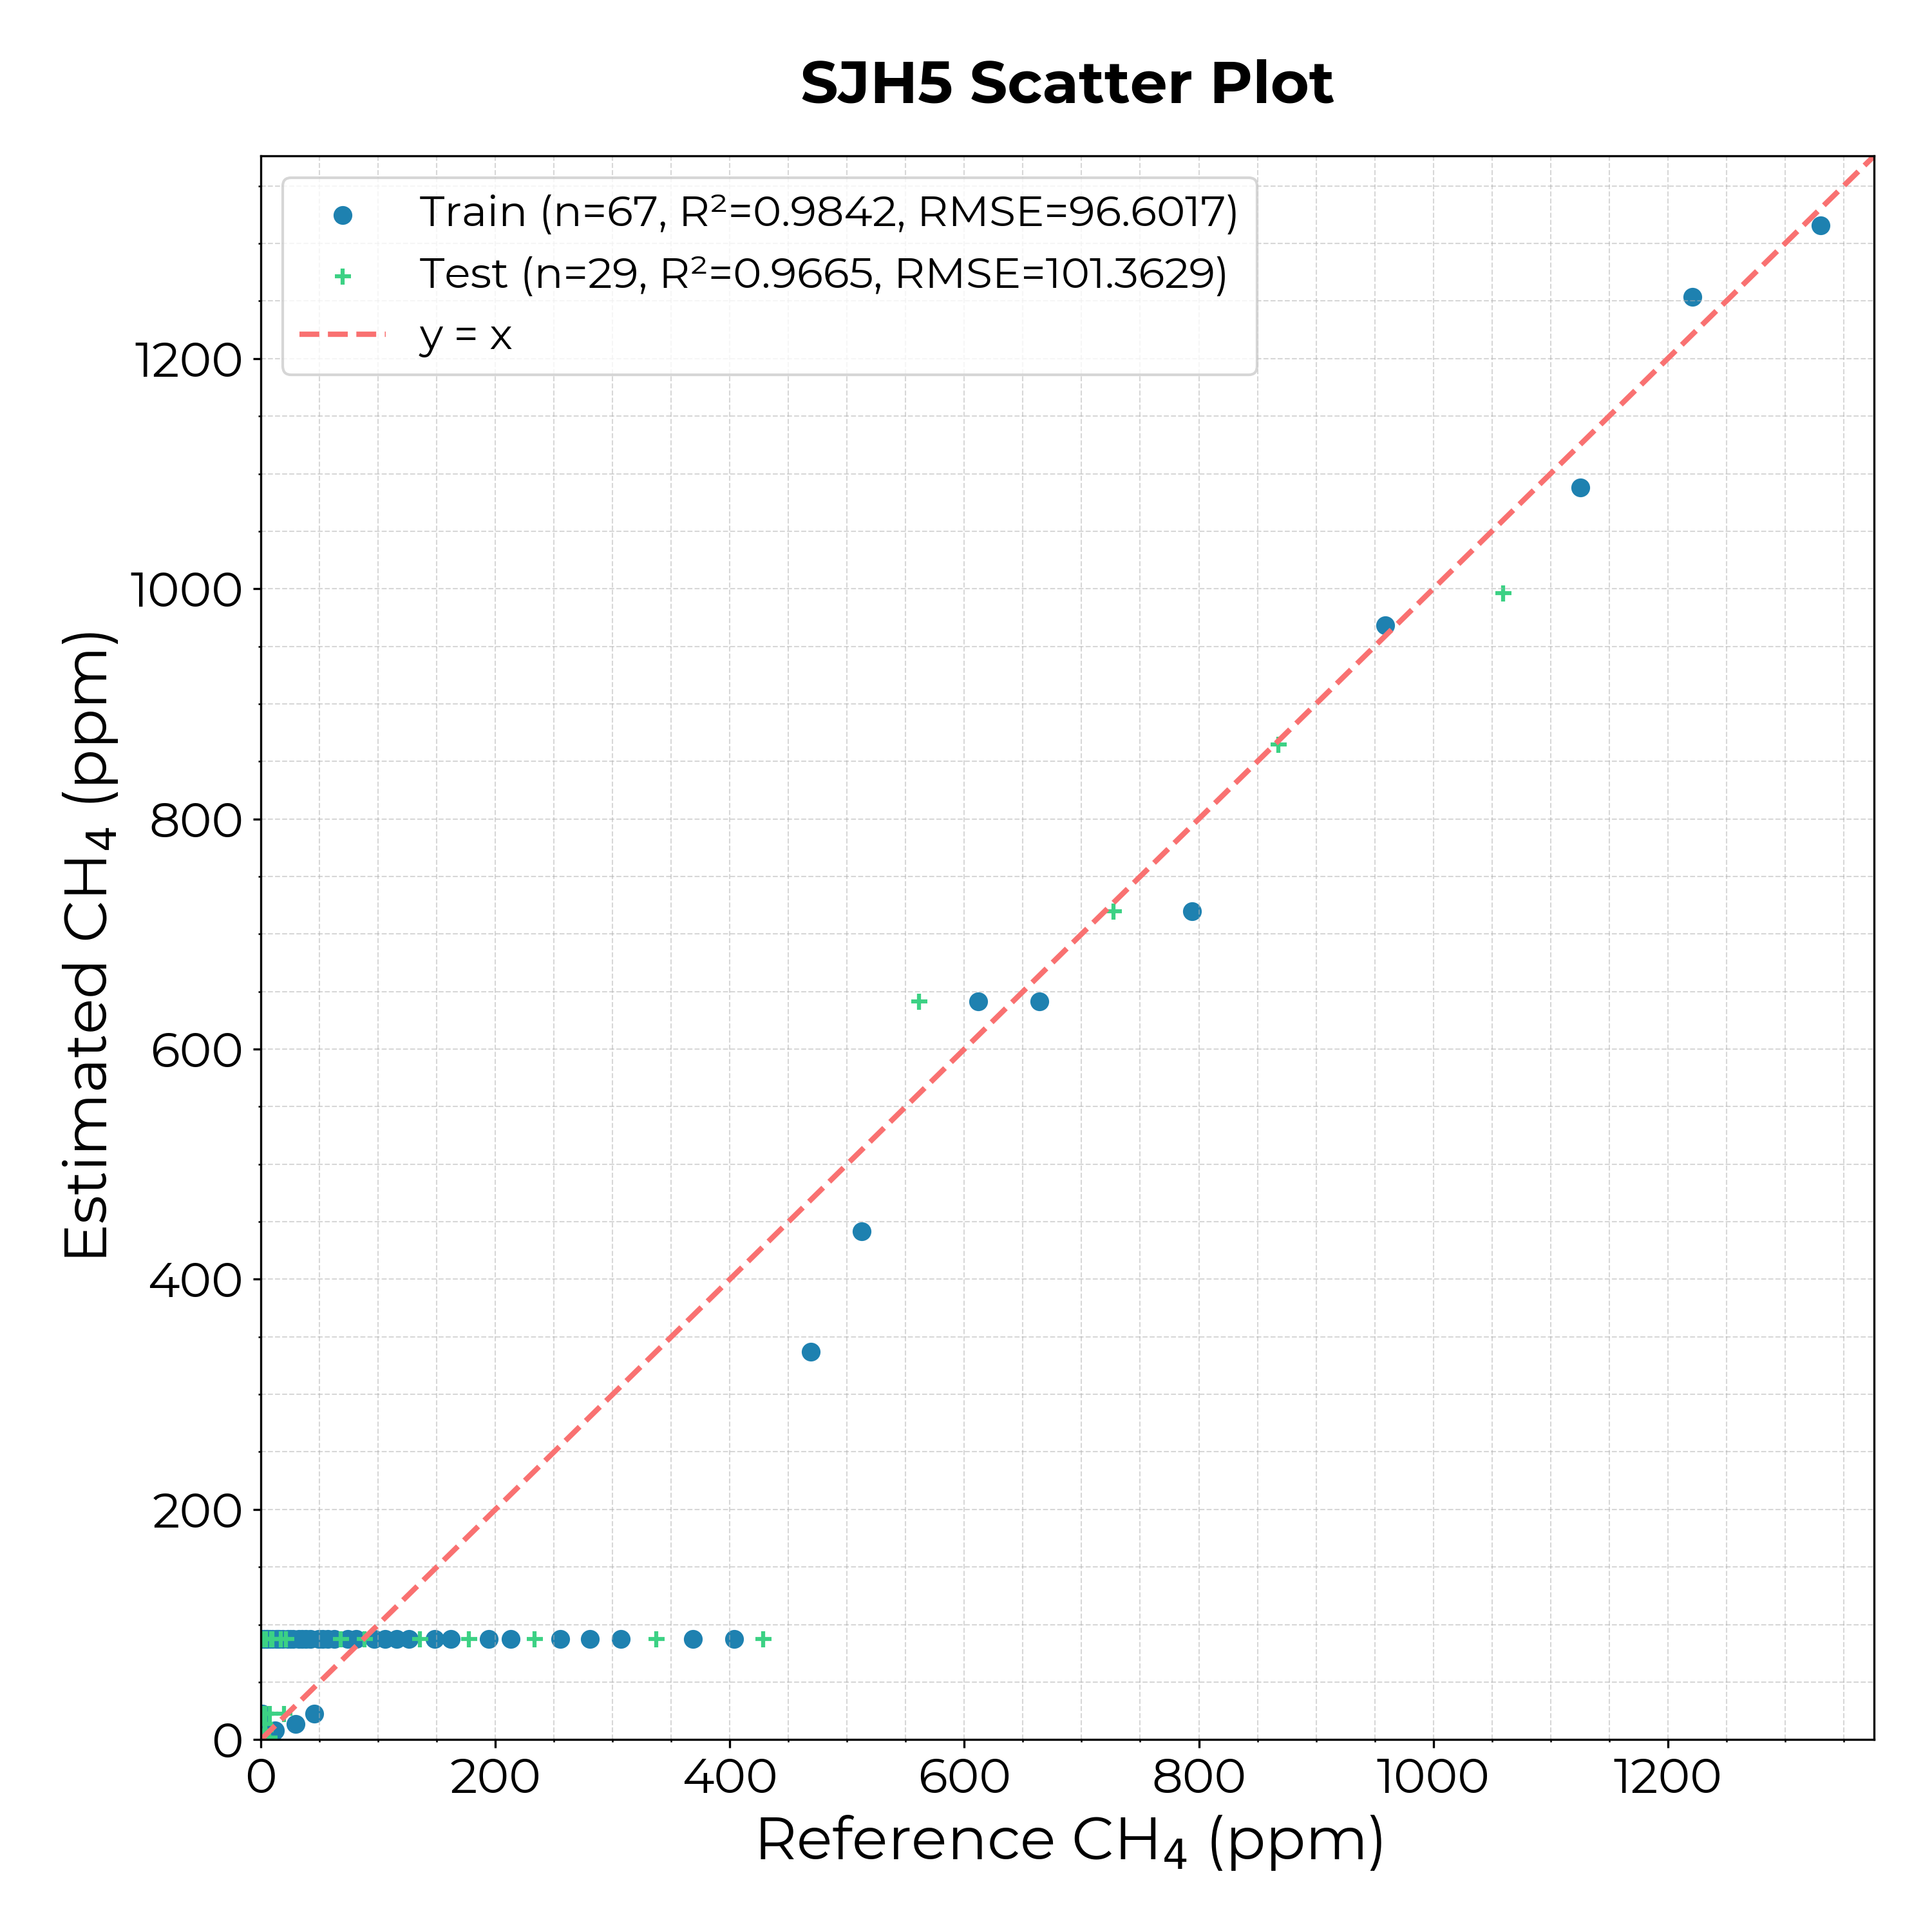 SJH5 Scatter Plot
Train (n=67, R²=0.9842, RMSE=96.6017)
Test (n=29, R²=0.9665, RMSE=101.3629)
y = x
Estimated CH₄ (ppm)
1200
1000
800
600
400
200
0
0 200 400 600 800 1000 1200
Reference CH₄ (ppm)